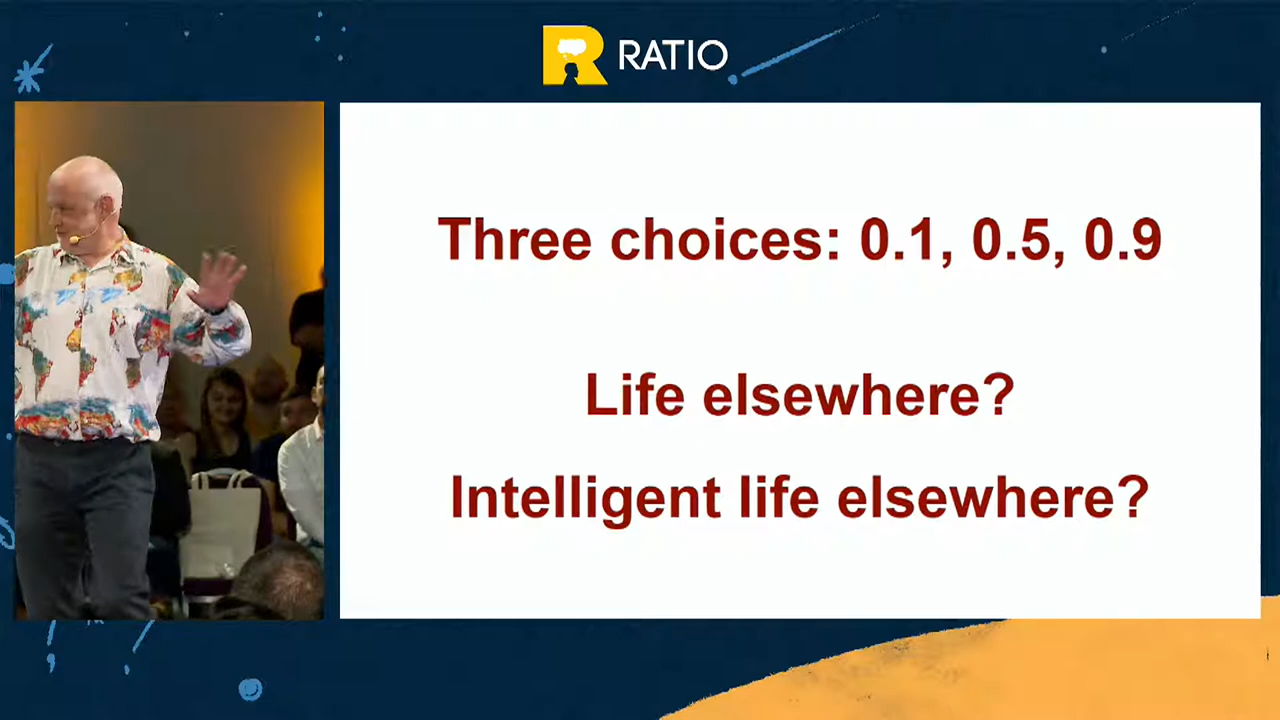 RATIO
Three choices: 0.1, 0.5, 0.9
Life elsewhere?
Intelligent life elsewhere?